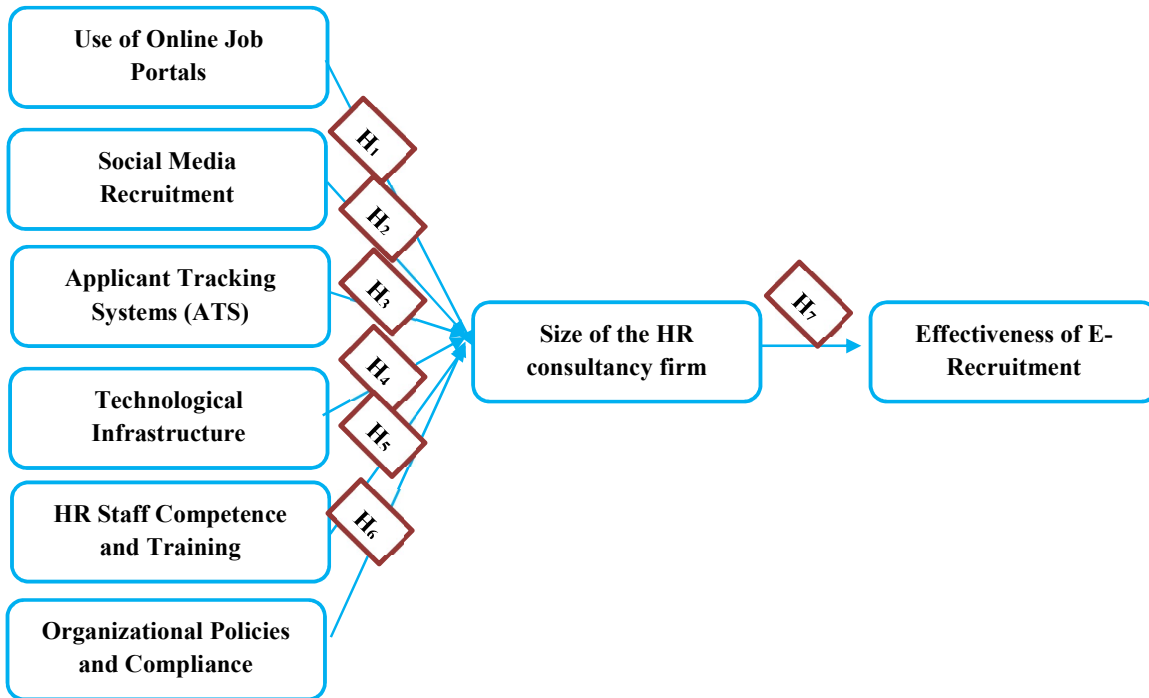 Use of Online Job
Portals
H₁
Social Media
Recruitment
H₂
Applicant Tracking
Systems (ATS)
H₃
Size of the HR
consultancy firm
H₇
Effectiveness of E-
Recruitment
Technological
Infrastructure
H₄
H₅
HR Staff Competence
and Training
H₆
Organizational Policies
and Compliance